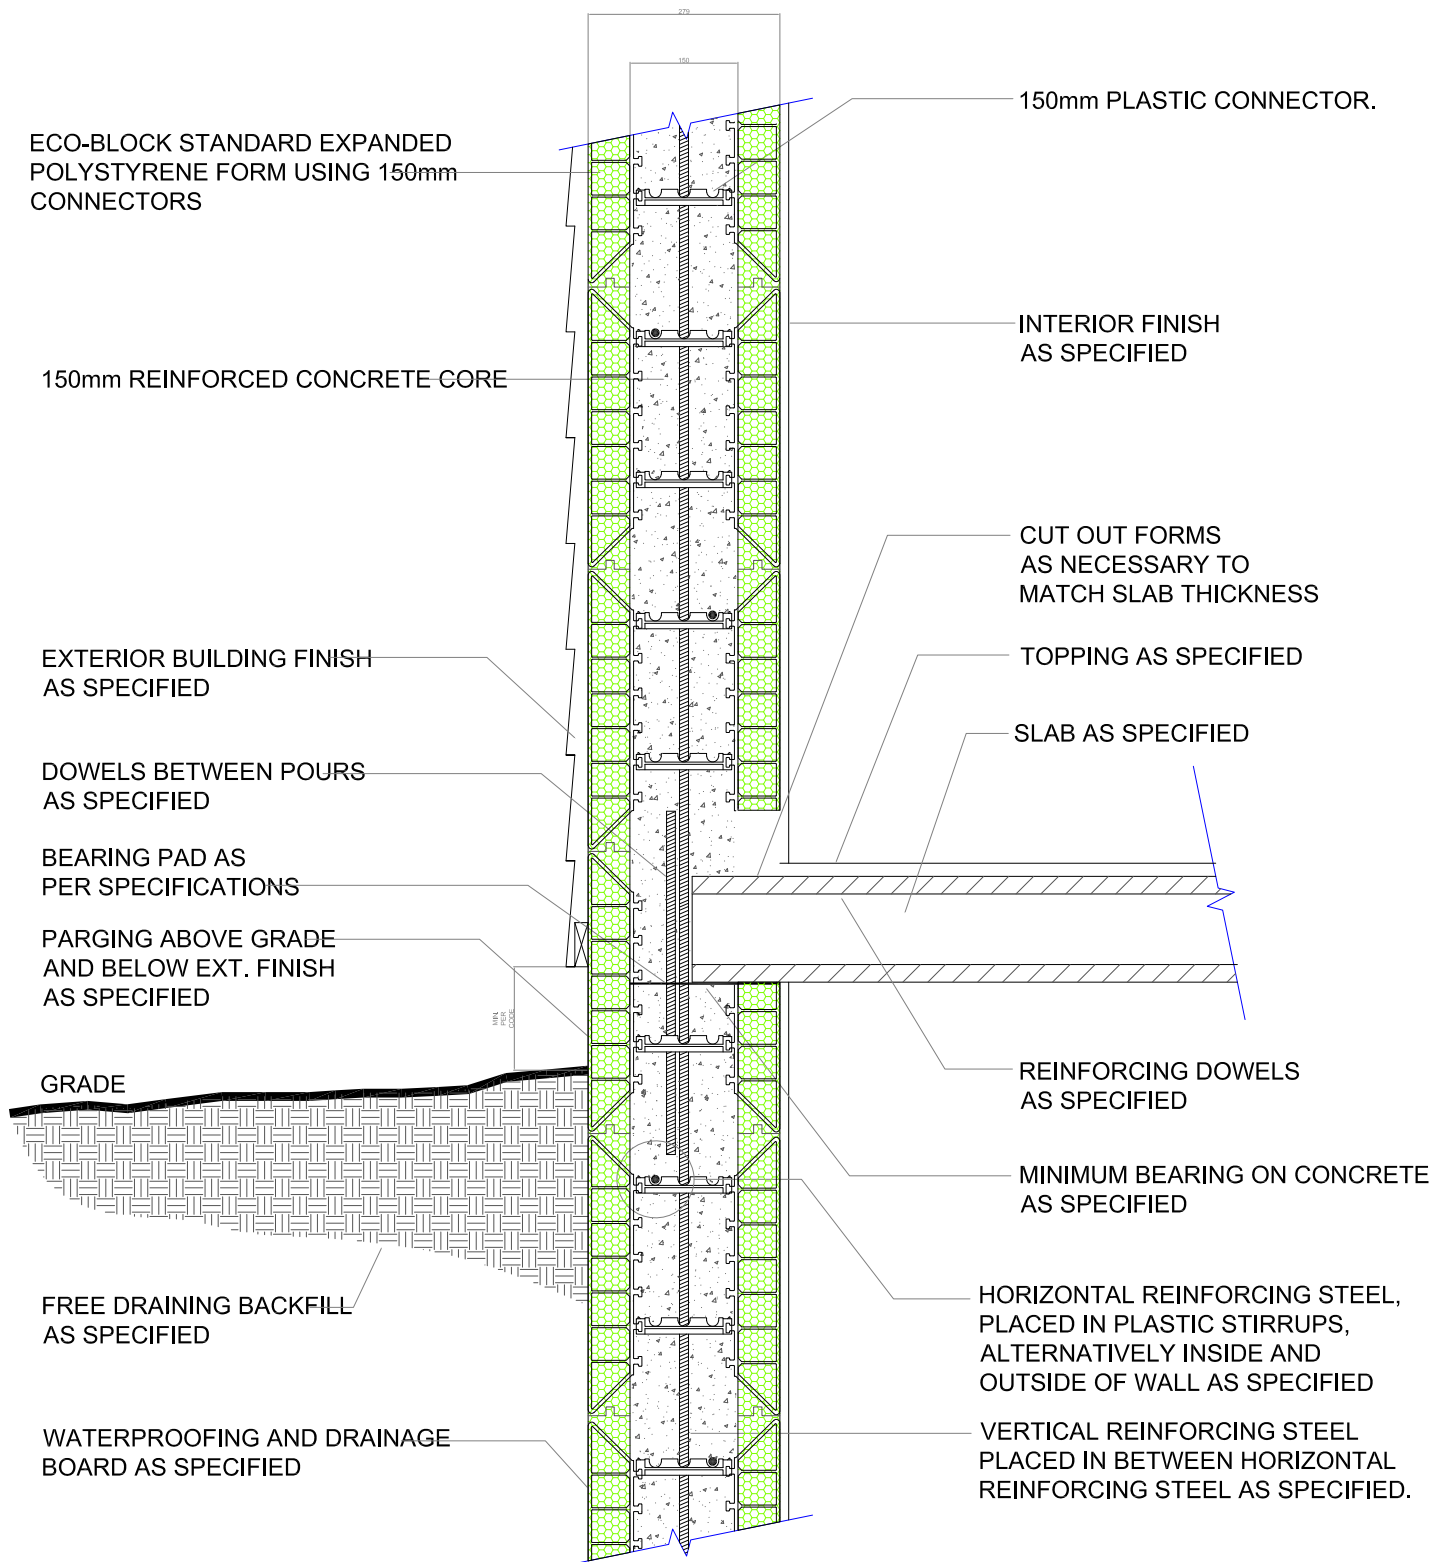 279
150
150mm PLASTIC CONNECTOR.
ECO-BLOCK STANDARD EXPANDED
POLYSTYRENE FORM USING 150mm
CONNECTORS
INTERIOR FINISH
AS SPECIFIED
150mm REINFORCED CONCRETE CORE
CUT OUT FORMS
AS NECESSARY TO
MATCH SLAB THICKNESS
EXTERIOR BUILDING FINISH
AS SPECIFIED
TOPPING AS SPECIFIED
SLAB AS SPECIFIED
DOWELS BETWEEN POURS
AS SPECIFIED
BEARING PAD AS
PER SPECIFICATIONS
PARGING ABOVE GRADE
AND BELOW EXT. FINISH
AS SPECIFIED
MIN.
PER
CODE
GRADE
REINFORCING DOWELS
AS SPECIFIED
MINIMUM BEARING ON CONCRETE
AS SPECIFIED
FREE DRAINING BACKFILL
AS SPECIFIED
HORIZONTAL REINFORCING STEEL,
PLACED IN PLASTIC STIRRUPS,
ALTERNATIVELY INSIDE AND
OUTSIDE OF WALL AS SPECIFIED
WATERPROOFING AND DRAINAGE
BOARD AS SPECIFIED
VERTICAL REINFORCING STEEL
PLACED IN BETWEEN HORIZONTAL
REINFORCING STEEL AS SPECIFIED.